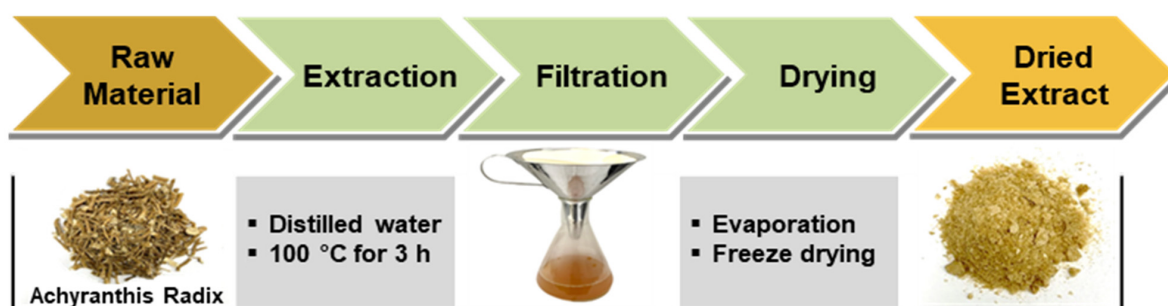 Raw
Material
Extraction
Filtration
Drying
Dried
Extract
Achyranthis Radix
▪ Distilled water
▪ 100 °C for 3 h
▪ Evaporation
▪ Freeze drying